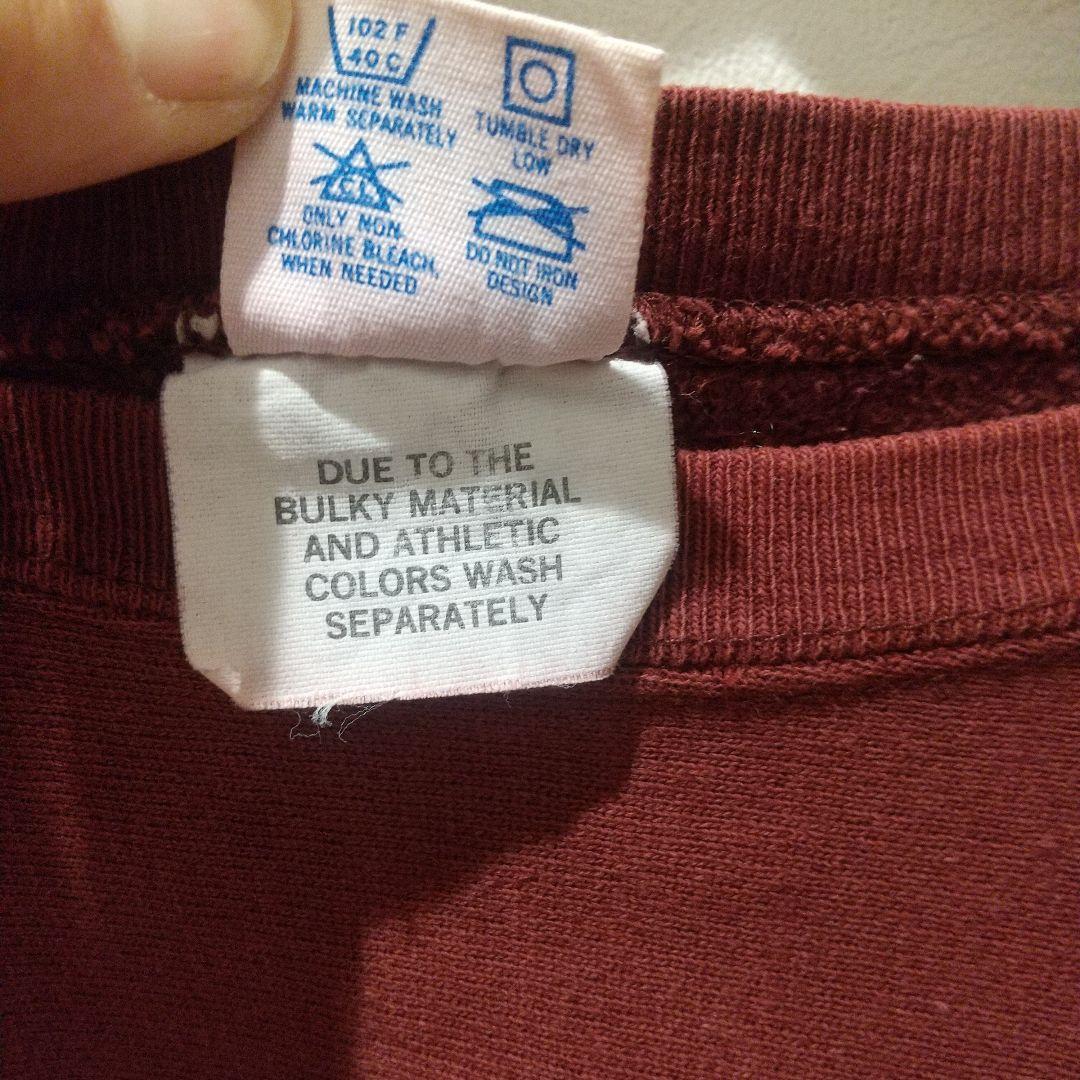 102 F
40 C
MACHINE WASH
WARM SEPARATELY
TUMBLE DRY
LOW
CL
ONLY NON
CHLORINE BLEACH,
WHEN NEEDED
DO NOT IRON
DESIGN
DUE TO THE
BULKY MATERIAL
AND ATHLETIC
COLORS WASH
SEPARATELY